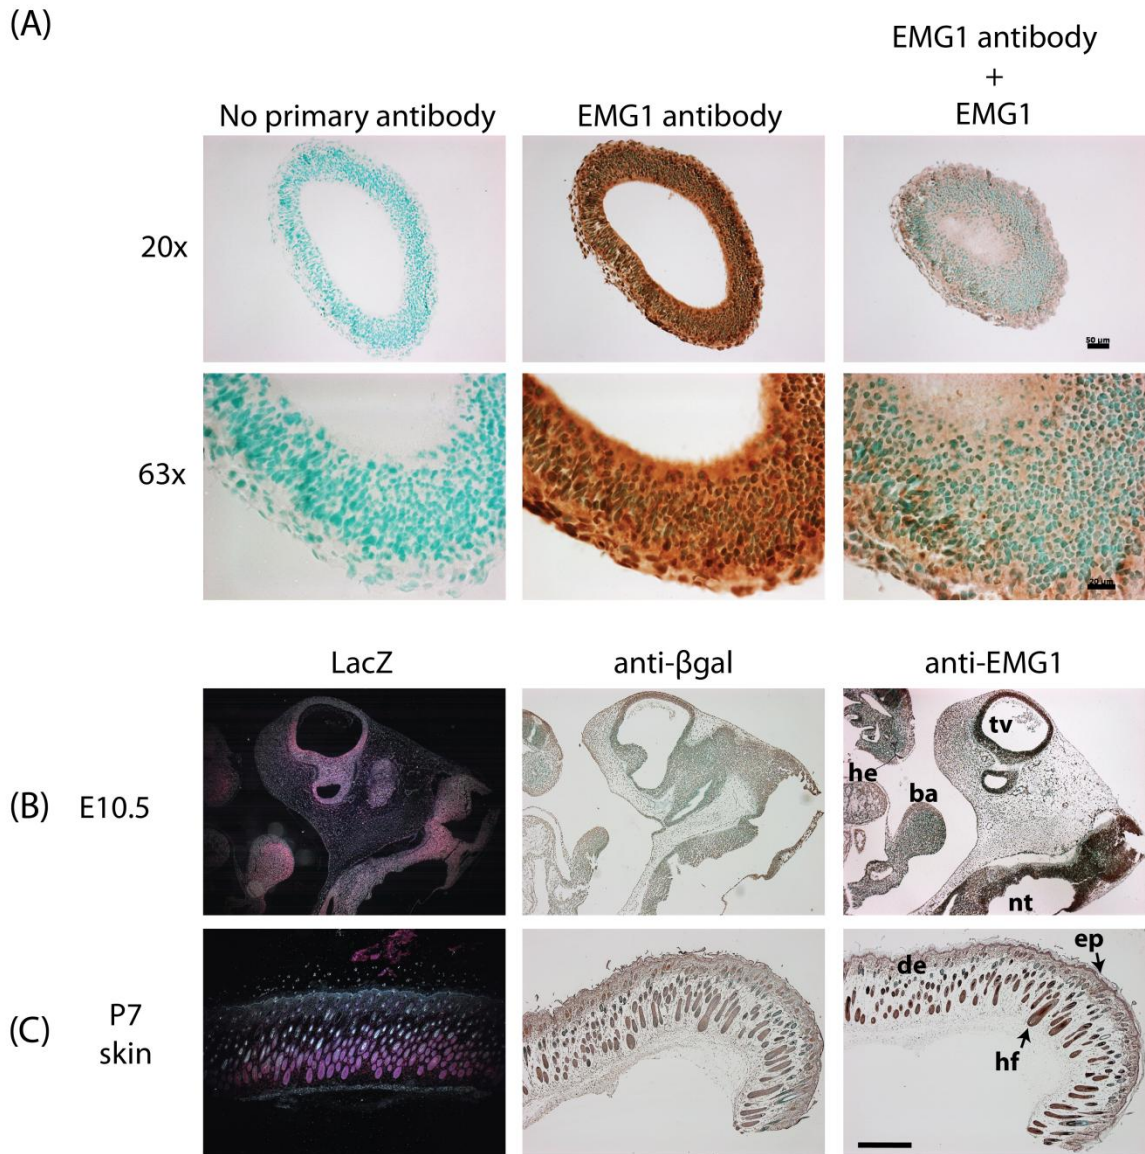 (A)
EMG1 antibody
+
No primary antibody EMG1 antibody EMG1
20x
50 μm
63x
20 μm
LacZ anti-βgal anti-EMG1
(B) E10.5
tv
he
ba
nt
(C) P7
skin
ep
de
hf